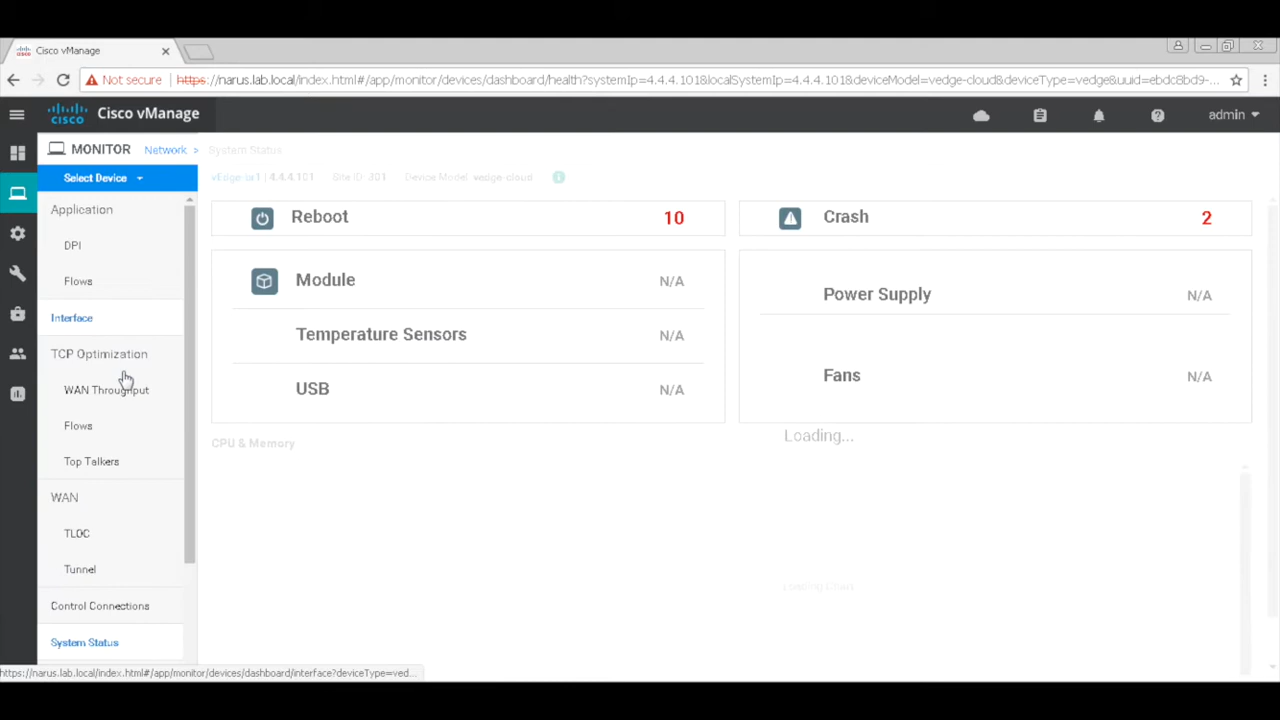 Cisco vManage
Not secure https://narus.lab.local/index.html#/app/monitor/devices/dashboard/health?systemIp=4.4.4.101&localSystemIp=4.4.4.101&deviceModel=vedge-cloud&deviceType=vedge&uuid=ebdc8bd9-...
CISCO Cisco vManage admin
MONITOR Network > System Status
Select Device
4.4.4.101 Site ID: Device Model: vedge-cloud
Application
Reboot 10 Crash 2
DPI
Flows
Module N/A
Power Supply N/A
Interface
Temperature Sensors N/A
TCP Optimization
Fans N/A
WAN Throughput
USB N/A
Flows
CPU & Memory
Loading...
Top Talkers
WAN
TLOC
Tunnel
Loading Chart
Control Connections
System Status
https://narus.lab.local/index.html#/app/monitor/devices/dashboard/interface?deviceType=ved...